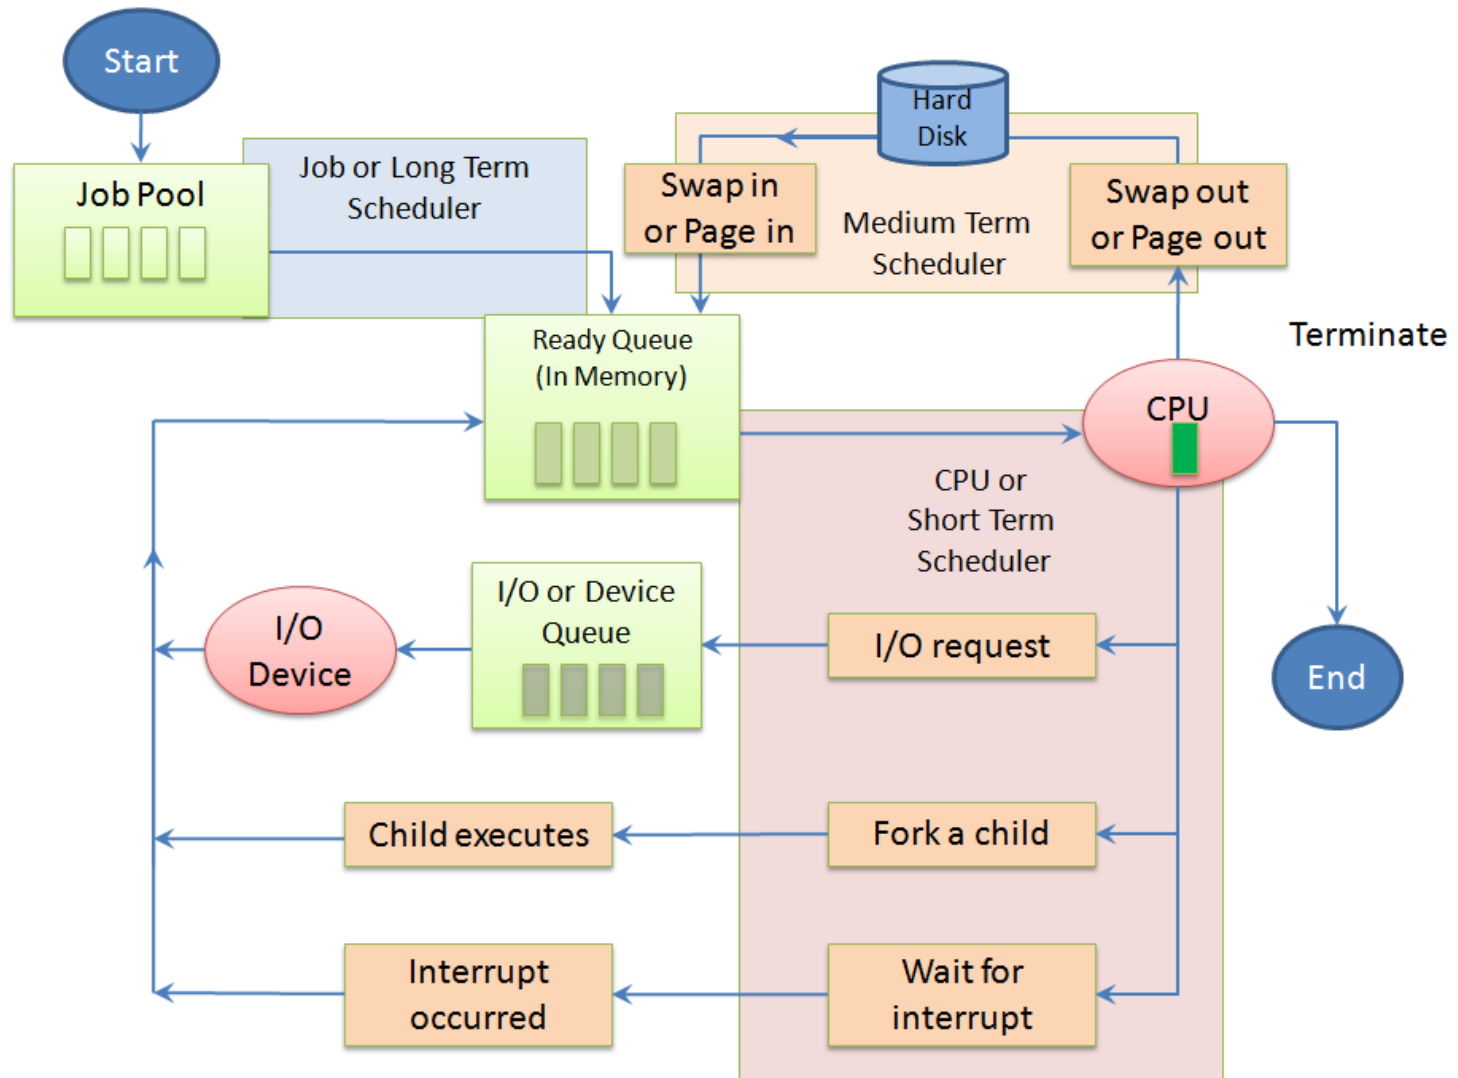 Start
Job Pool
Job or Long Term
Scheduler
Hard
Disk
Swap in
or Page in
Medium Term
Scheduler
Swap out
or Page out
Terminate
Ready Queue
(In Memory)
CPU
CPU or
Short Term
Scheduler
I/O
Device
I/O or Device
Queue
I/O request
End
Child executes
Fork a child
Interrupt
occurred
Wait for
interrupt